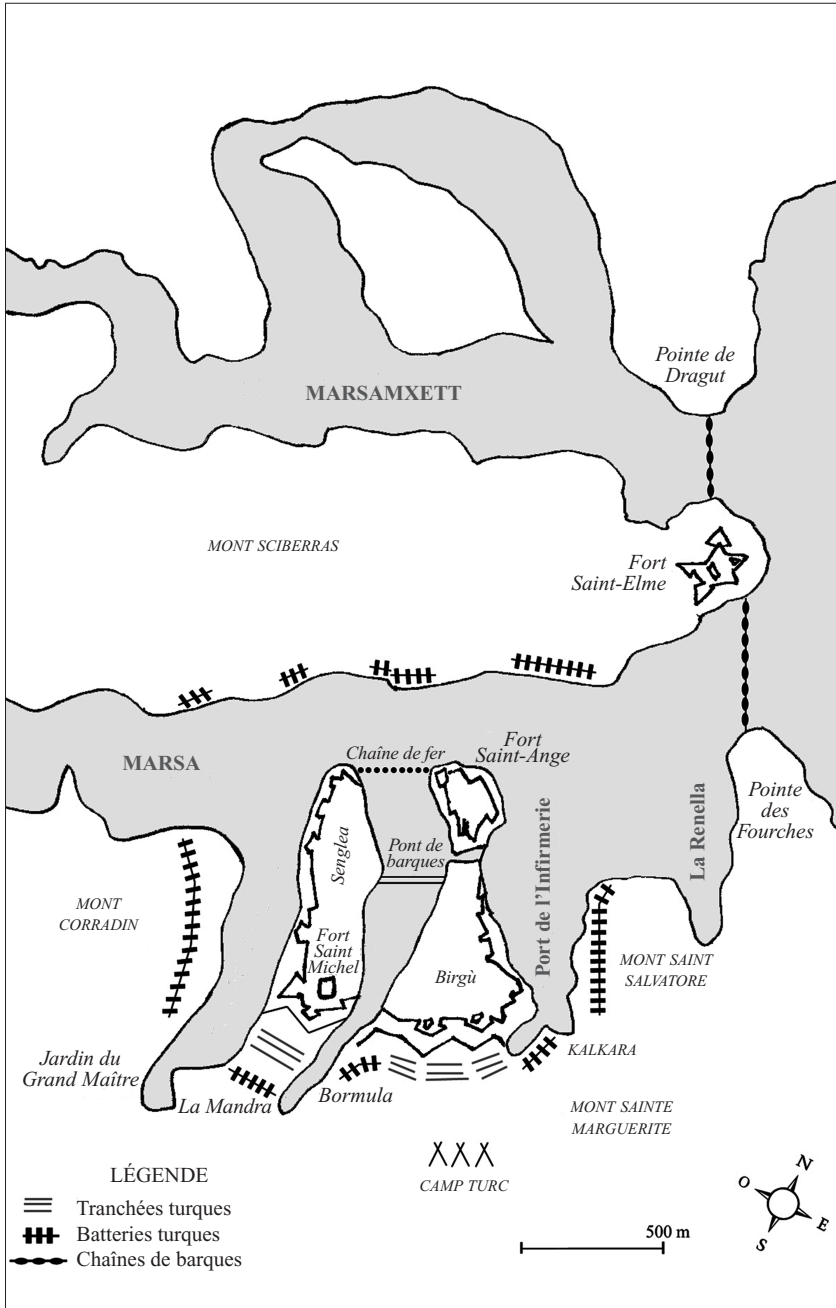 Pointe de
Dragut
MARSAMXETT
MONT SCIBERRAS
Fort
Saint-Elme
MARSA
Chaîne de fer
Fort
Saint-Ange
Pointe
des
Fourches
La Renella
Port de l'Infirmerie
Pont de
barques
Senglea
MONT
CORRADIN
Fort
Saint
Michel
Birgù
MONT SAINT
SALVATORE
Jardin du
Grand Maître
La Mandra
Bormula
KALKARA
MONT SAINTE
MARGUERITE
CAMP TURC
LÉGENDE
Tranchées turques
Batteries turques
Chaînes de barques
500 m
N
O
E
S